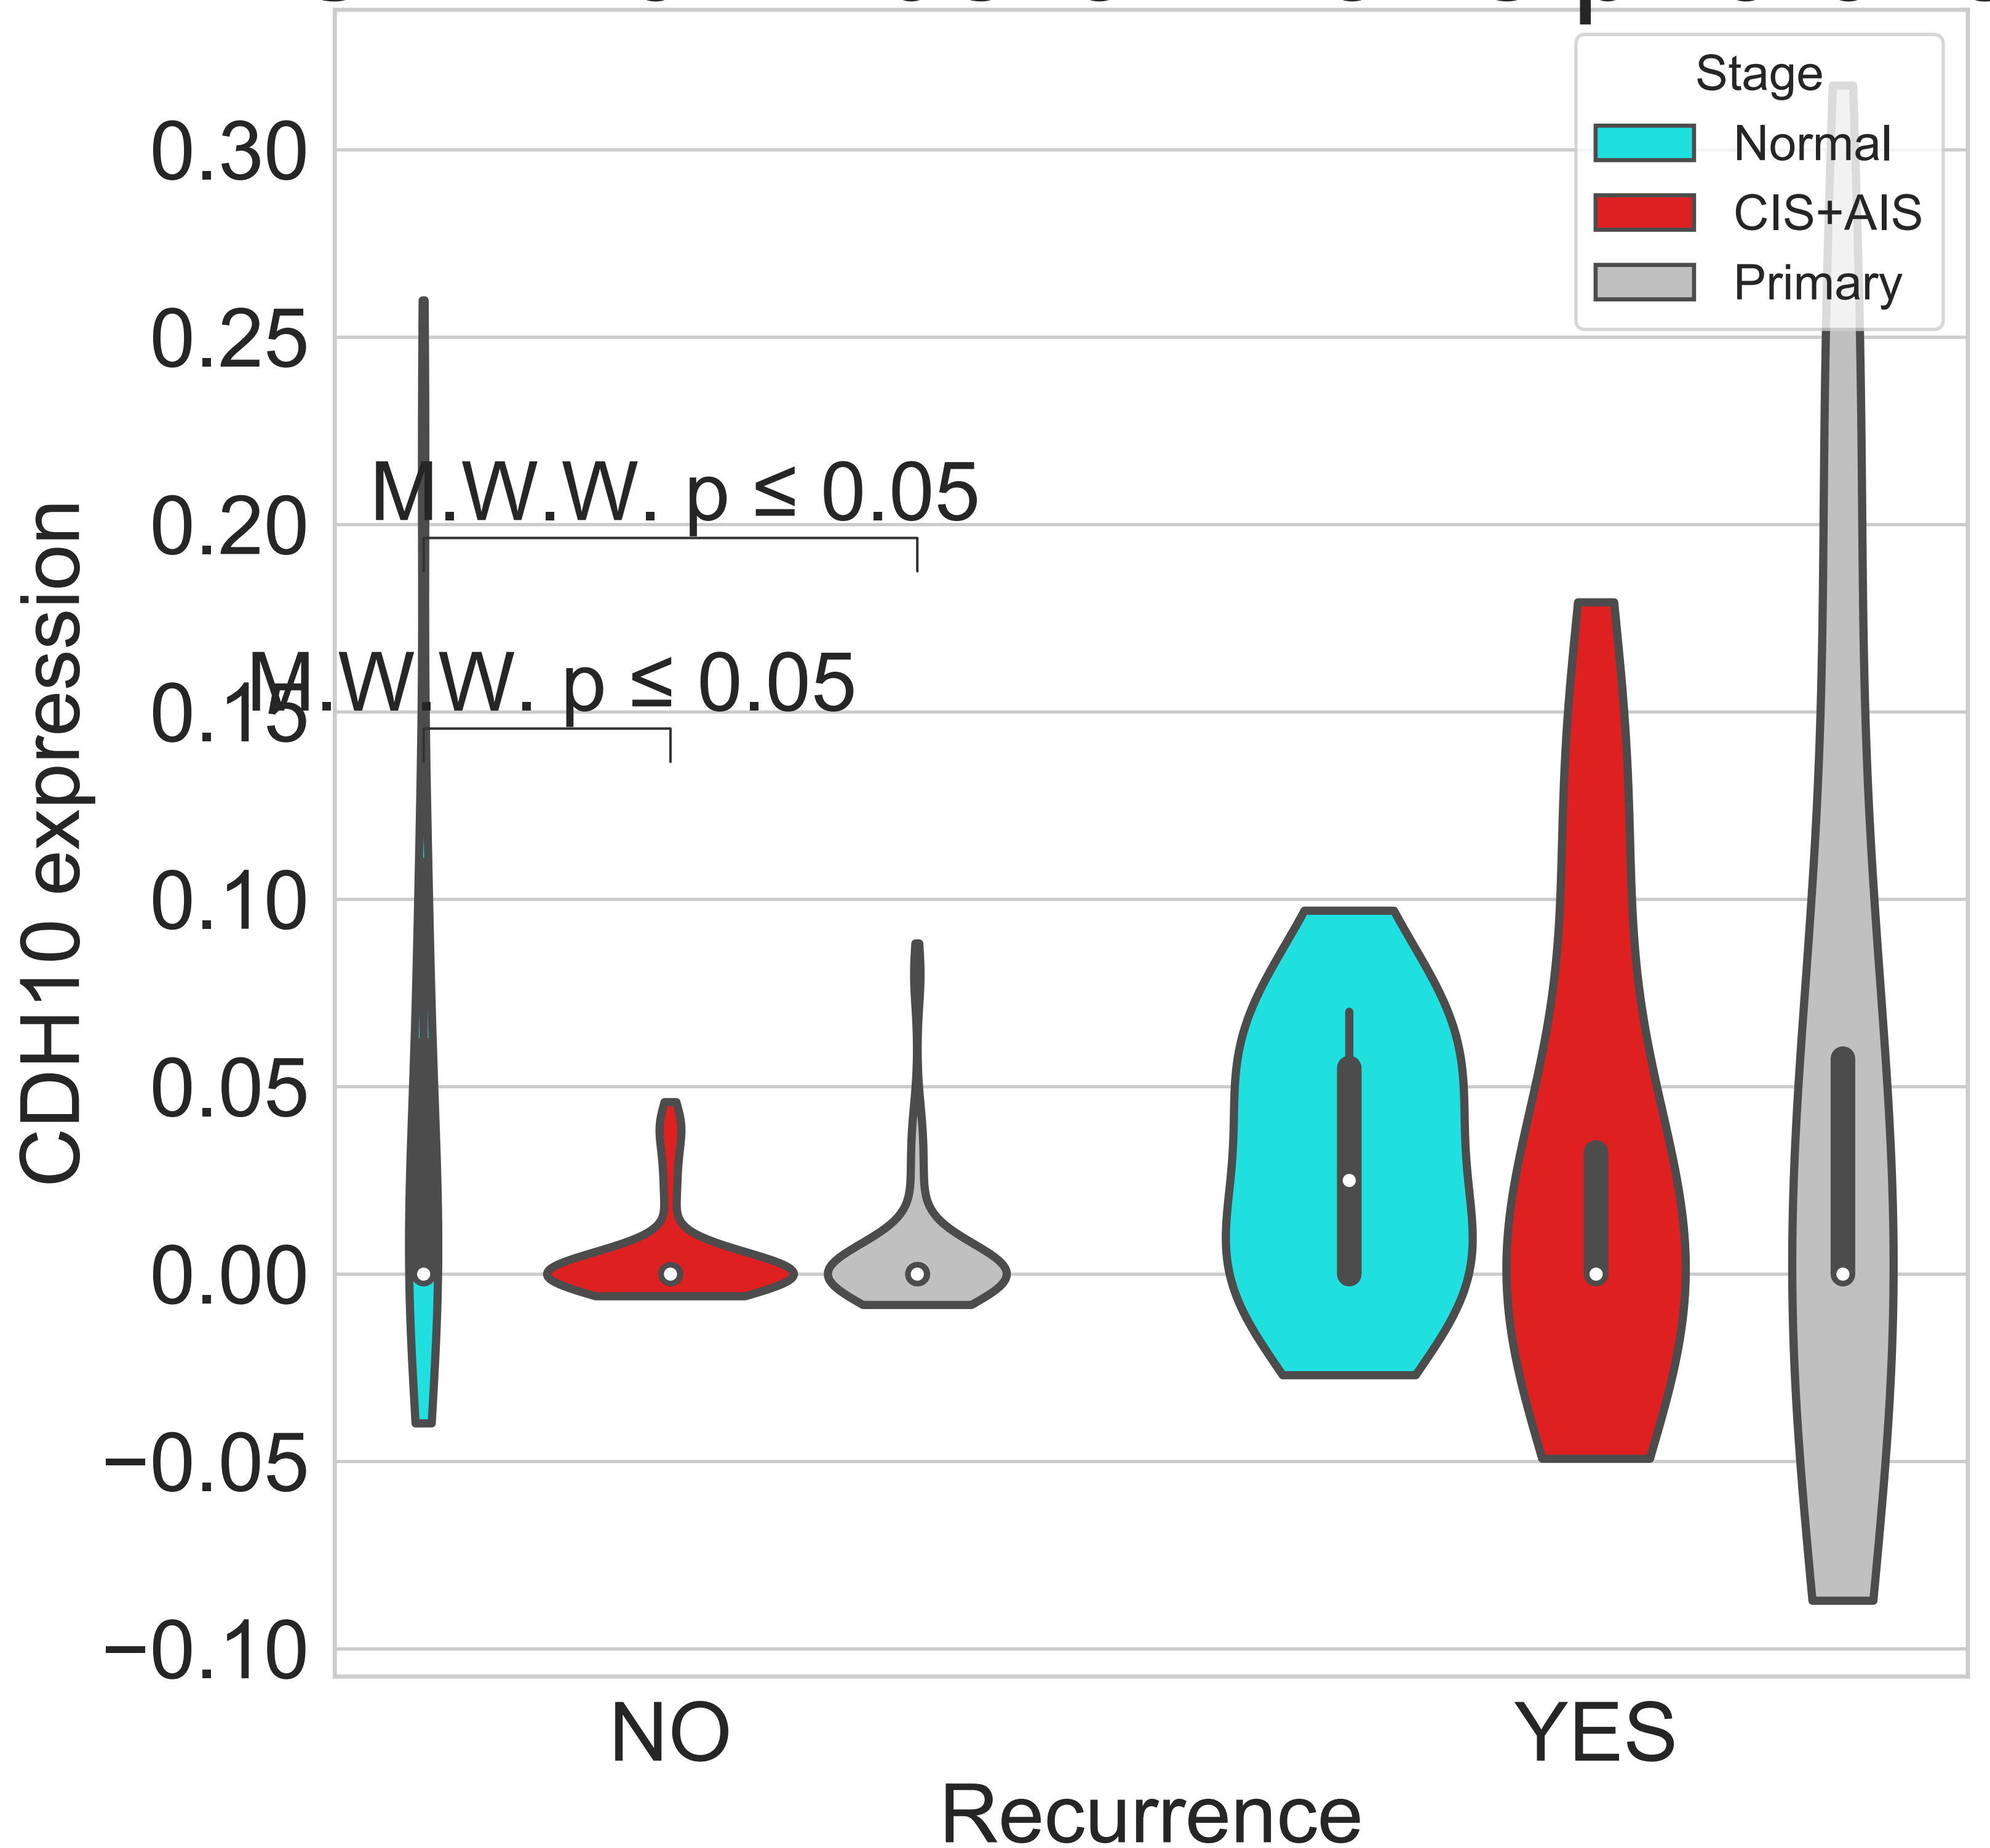 Stage
Normal
CIS+AIS
Primary
0.30
0.25
0.20
0.15
0.10
0.05
0.00
−0.05
−0.10
CDH10 expression
M.W.W. p ≤ 0.05
M.W.W. p ≤ 0.05
NO
YES
Recurrence